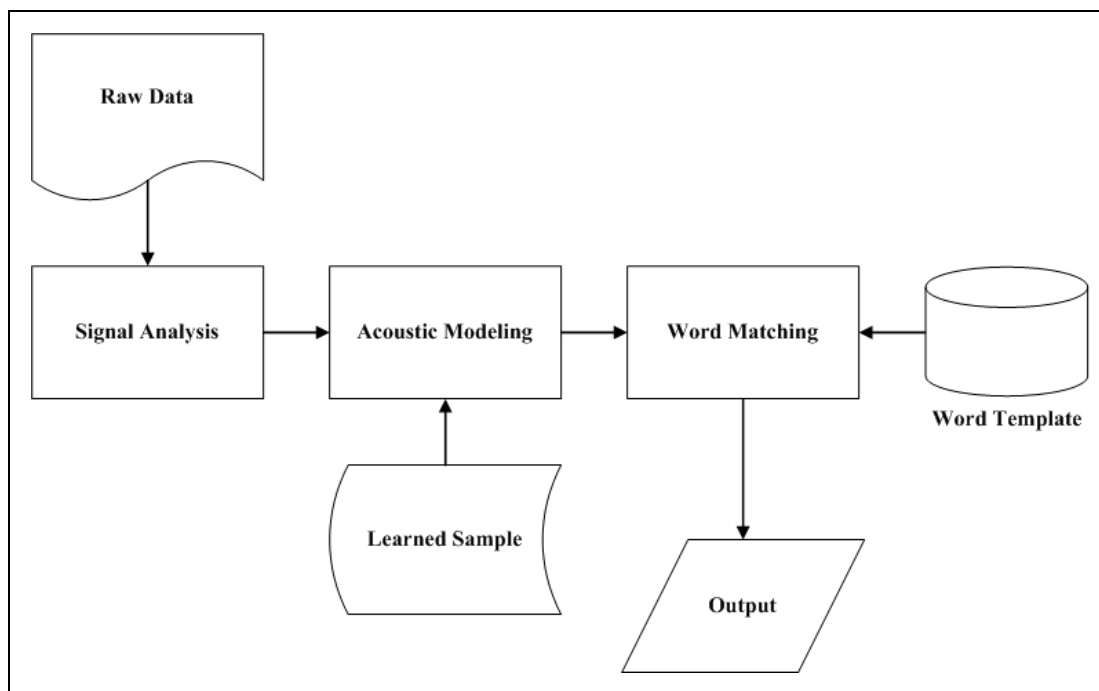 Raw Data
Signal Analysis
Acoustic Modeling
Word Matching
Word Template
Learned Sample
Output